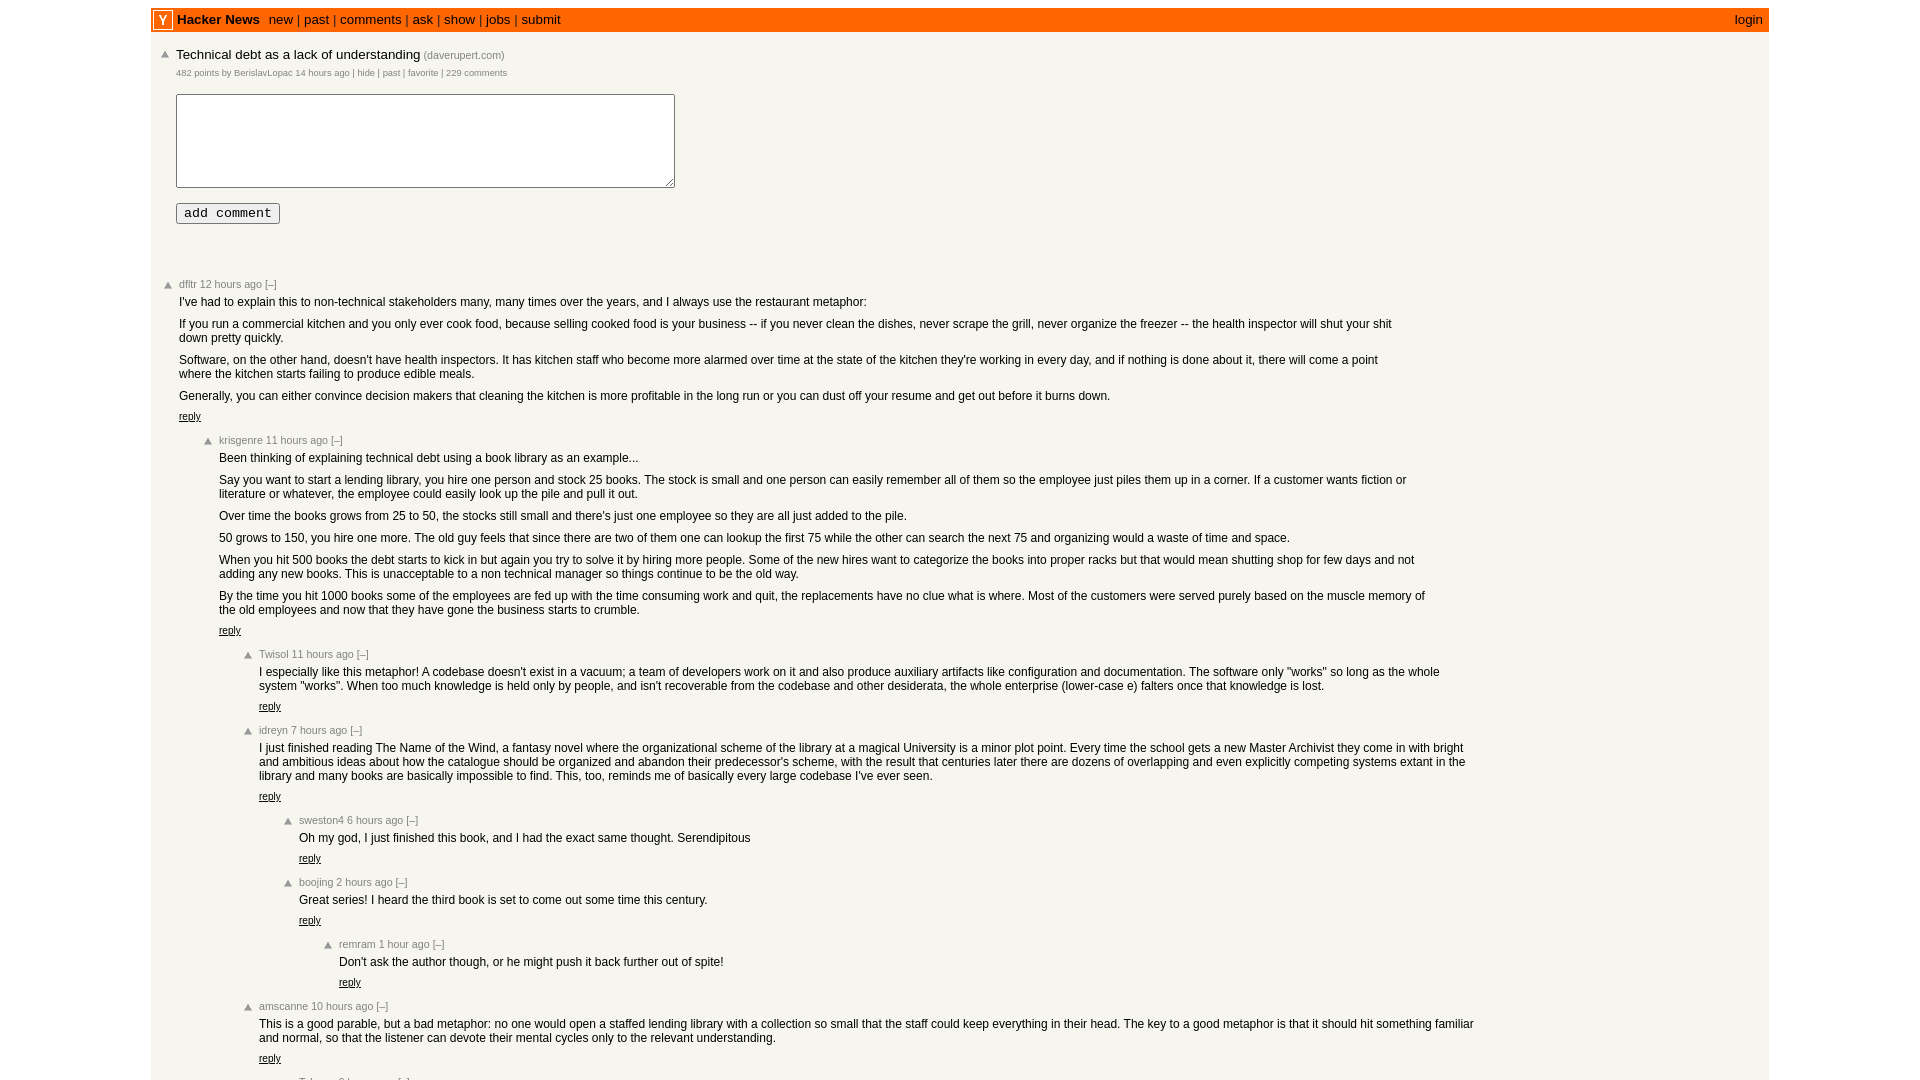 Y Hacker News new | past | comments | ask | show | jobs | submit login
Technical debt as a lack of understanding (daverupert.com)
482 points by BerislavLopac 14 hours ago | hide | past | favorite | 229 comments
add comment
dfltr 12 hours ago [–]
I've had to explain this to non-technical stakeholders many, many times over the years, and I always use the restaurant metaphor:
If you run a commercial kitchen and you only ever cook food, because selling cooked food is your business -- if you never clean the dishes, never scrape the grill, never organize the freezer -- the health inspector will shut your shit
down pretty quickly.
Software, on the other hand, doesn't have health inspectors. It has kitchen staff who become more alarmed over time at the state of the kitchen they're working in every day, and if nothing is done about it, there will come a point
where the kitchen starts failing to produce edible meals.
Generally, you can either convince decision makers that cleaning the kitchen is more profitable in the long run or you can dust off your resume and get out before it burns down.
reply
krisgenre 11 hours ago [–]
Been thinking of explaining technical debt using a book library as an example...
Say you want to start a lending library, you hire one person and stock 25 books. The stock is small and one person can easily remember all of them so the employee just piles them up in a corner. If a customer wants fiction or
literature or whatever, the employee could easily look up the pile and pull it out.
Over time the books grows from 25 to 50, the stocks still small and there's just one employee so they are all just added to the pile.
50 grows to 150, you hire one more. The old guy feels that since there are two of them one can lookup the first 75 while the other can search the next 75 and organizing would a waste of time and space.
When you hit 500 books the debt starts to kick in but again you try to solve it by hiring more people. Some of the new hires want to categorize the books into proper racks but that would mean shutting shop for few days and not
adding any new books. This is unacceptable to a non technical manager so things continue to be the old way.
By the time you hit 1000 books some of the employees are fed up with the time consuming work and quit, the replacements have no clue what is where. Most of the customers were served purely based on the muscle memory of
the old employees and now that they have gone the business starts to crumble.
reply
Twisol 11 hours ago [–]
I especially like this metaphor! A codebase doesn't exist in a vacuum; a team of developers work on it and also produce auxiliary artifacts like configuration and documentation. The software only "works" so long as the whole
system "works". When too much knowledge is held only by people, and isn't recoverable from the codebase and other desiderata, the whole enterprise (lower-case e) falters once that knowledge is lost.
reply
idreyn 7 hours ago [–]
I just finished reading The Name of the Wind, a fantasy novel where the organizational scheme of the library at a magical University is a minor plot point. Every time the school gets a new Master Archivist they come in with bright
and ambitious ideas about how the catalogue should be organized and abandon their predecessor's scheme, with the result that centuries later there are dozens of overlapping and even explicitly competing systems extant in the
library and many books are basically impossible to find. This, too, reminds me of basically every large codebase I've ever seen.
reply
sweston4 6 hours ago [–]
Oh my god, I just finished this book, and I had the exact same thought. Serendipitous
reply
boojing 2 hours ago [–]
Great series! I heard the third book is set to come out some time this century.
reply
remram 1 hour ago [–]
Don't ask the author though, or he might push it back further out of spite!
reply
amscanne 10 hours ago [–]
This is a good parable, but a bad metaphor: no one would open a staffed lending library with a collection so small that the staff could keep everything in their head. The key to a good metaphor is that it should hit something familiar
and normal, so that the listener can devote their mental cycles only to the relevant understanding.
reply